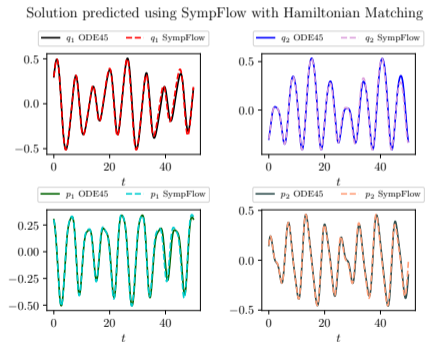 Solution predicted using SympFlow with Hamiltonian Matching
q₁ ODE45 q₁ SympFlow
q₂ ODE45 q₂ SympFlow
0.5
0.0
−0.5
0 20 40
t
0.0
0 20 40
t
p₁ ODE45 p₁ SympFlow
p₂ ODE45 p₂ SympFlow
0.25
0.00
−0.25
−0.50
0 20 40
t
0.5
0.0
−0.5
0 20 40
t